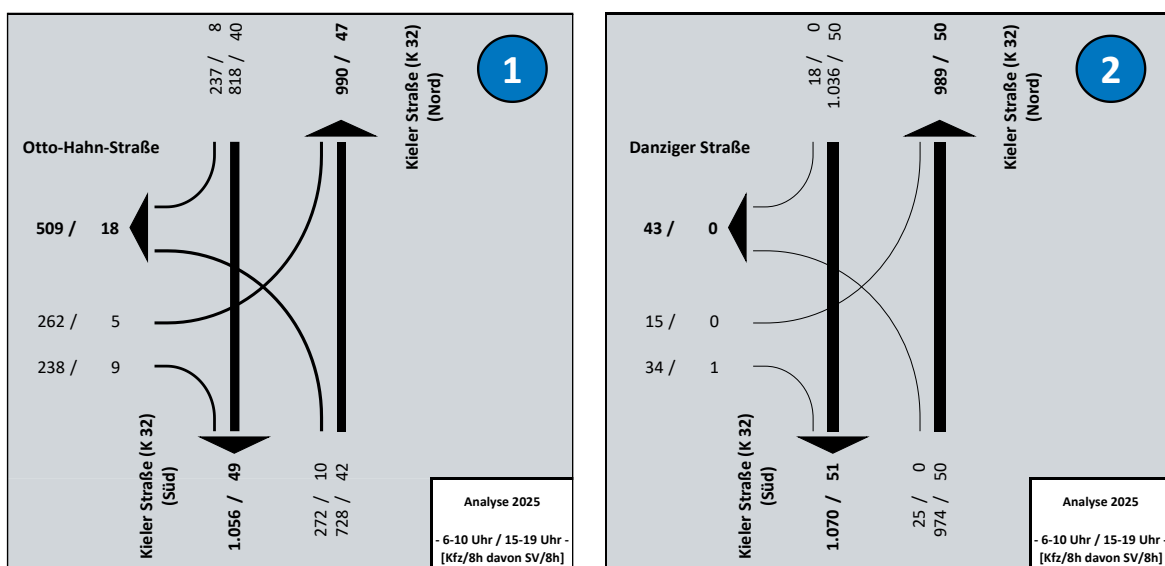 237 / 8
818 / 40
990 / 47
Kieler Straße (K 32)
(Nord)
1
Otto-Hahn-Straße
509 / 18
262 / 5
238 / 9
Kieler Straße (K 32)
(Süd)
1.056 / 49
272 / 10
728 / 42
Analyse 2025
- 6-10 Uhr / 15-19 Uhr -
[Kfz/8h davon SV/8h]
18 / 0
1.036 / 50
989 / 50
Kieler Straße (K 32)
(Nord)
2
Danziger Straße
43 / 0
15 / 0
34 / 1
Kieler Straße (K 32)
(Süd)
1.070 / 51
25 / 0
974 / 50
Analyse 2025
- 6-10 Uhr / 15-19 Uhr -
[Kfz/8h davon SV/8h]